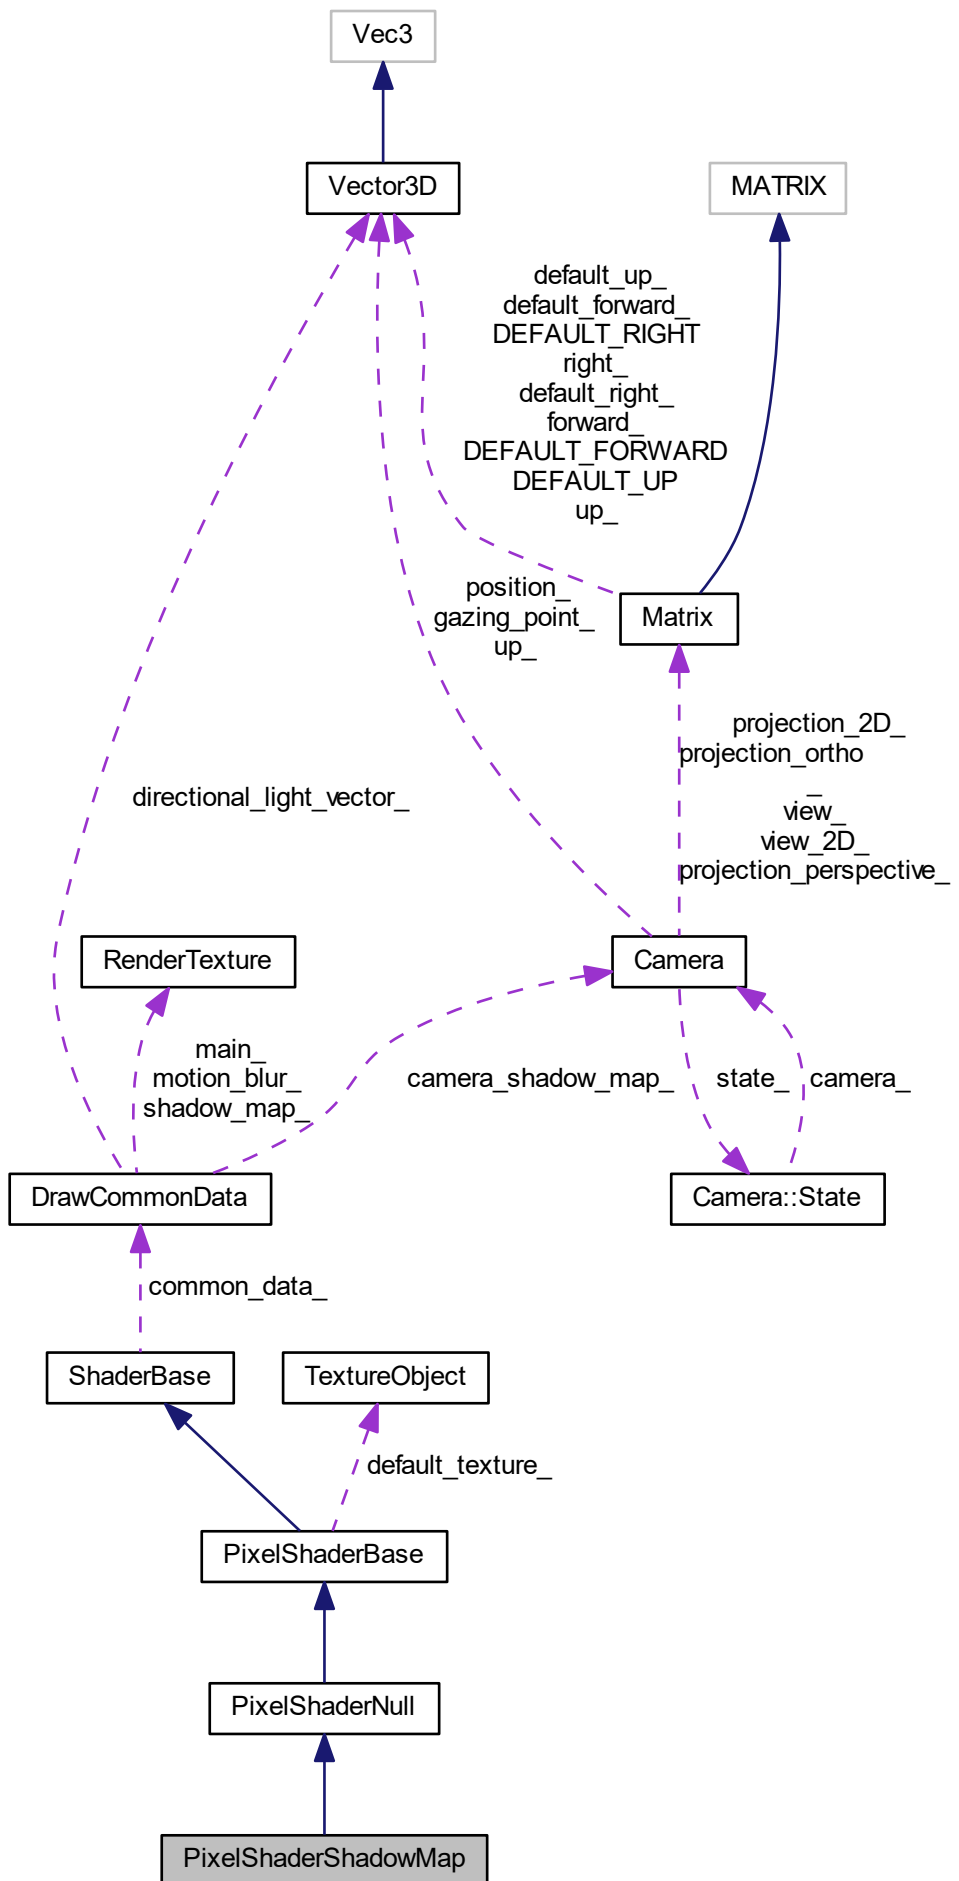 Vec3
Vector3D
MATRIX
default_up_
default_forward_
DEFAULT_RIGHT
right_
default_right_
forward_
DEFAULT_FORWARD
DEFAULT_UP
up_
position_
gazing_point_
up_
Matrix
projection_2D_
projection_ortho
_
view_
view_2D_
projection_perspective_
directional_light_vector_
RenderTexture
Camera
main_
motion_blur_
shadow_map_
camera_shadow_map_
state_
camera_
DrawCommonData
Camera::State
common_data_
ShaderBase
TextureObject
default_texture_
PixelShaderBase
PixelShaderNull
PixelShaderShadowMap